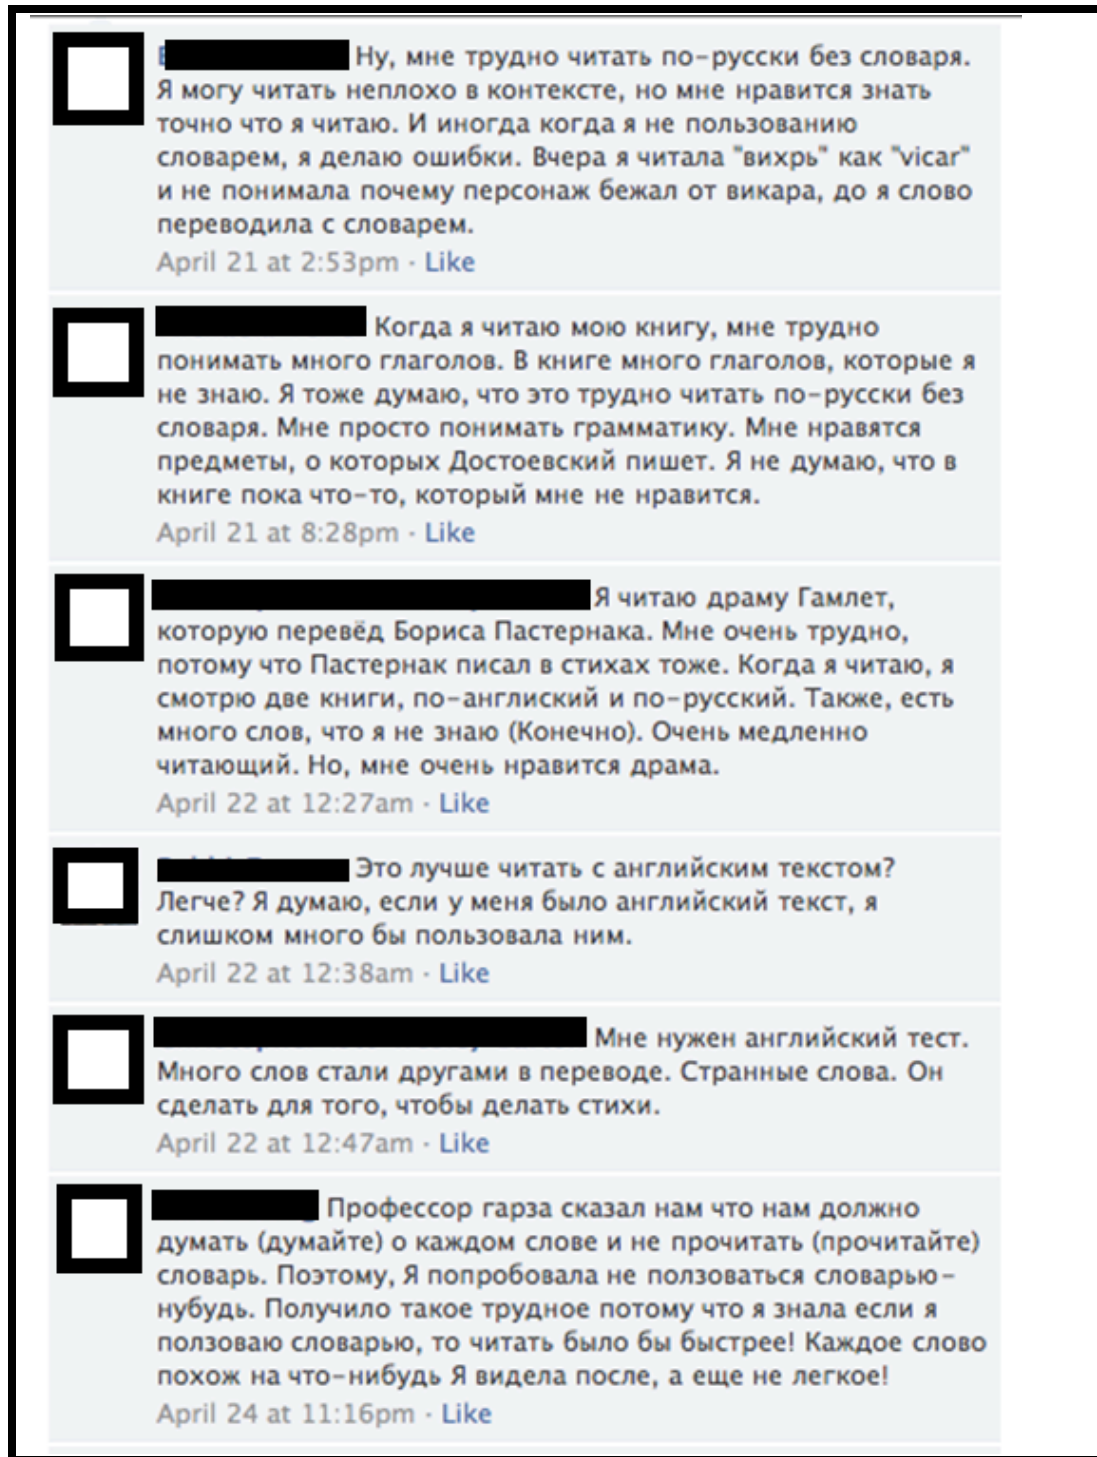 Ну, мне трудно читать по-русски без словаря.
Я могу читать неплохо в контексте, но мне нравится знать
точно что я читаю. И иногда когда я не пользованию
словарем, я делаю ошибки. Вчера я читала "вихрь" как "vicar"
и не понимала почему персонаж бежал от викара, до я слово
переводила с словарем.
April 21 at 2:53pm · Like
Когда я читаю мою книгу, мне трудно
понимать много глаголов. В книге много глаголов, которые я
не знаю. Я тоже думаю, что это трудно читать по-русски без
словаря. Мне просто понимать грамматику. Мне нравятся
предметы, о которых Достоевский пишет. Я не думаю, что в
книге пока что-то, который мне не нравится.
April 21 at 8:28pm · Like
Я читаю драму Гамлет,
которую перевёд Бориса Пастернака. Мне очень трудно,
потому что Пастернак писал в стихах тоже. Когда я читаю, я
смотрю две книги, по-англиский и по-русский. Также, есть
много слов, что я не знаю (Конечно). Очень медленно
читающий. Но, мне очень нравится драма.
April 22 at 12:27am · Like
Это лучше читать с английским текстом?
Легче? Я думаю, если у меня было английский текст, я
слишком много бы пользовала ним.
April 22 at 12:38am · Like
Мне нужен английский тест.
Много слов стали другами в переводе. Странные слова. Он
сделать для того, чтобы делать стихи.
April 22 at 12:47am · Like
Профессор гарза сказал нам что нам должно
думать (думайте) о каждом слове и не прочитать (прочитайте)
словарь. Поэтому, Я попробовала не ползоваться словарью-
нубудь. Получило такое трудное потому что я знала если я
ползоваю словарью, то читать было бы быстрее! Каждое слово
похож на что-нибудь Я видела после, а еще не легкое!
April 24 at 11:16pm · Like